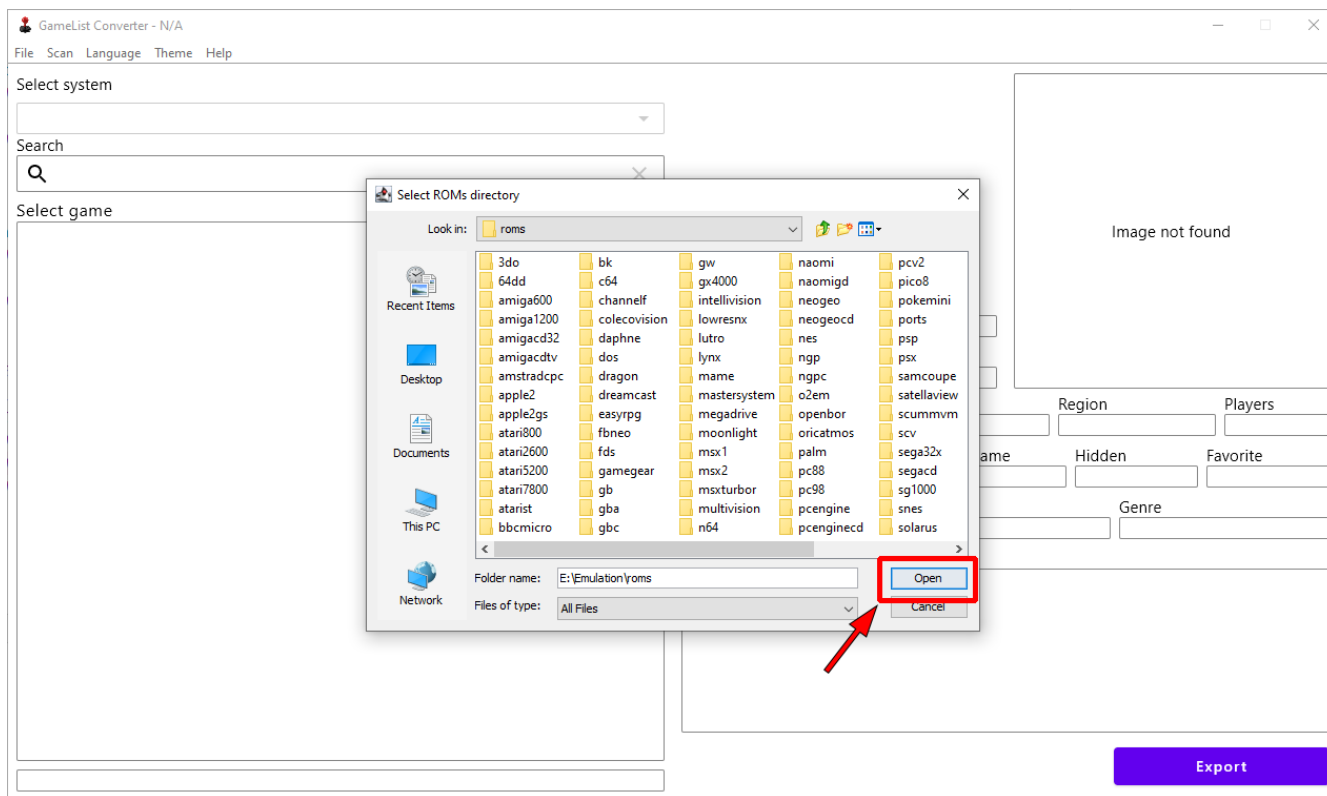 GameList Converter - N/A
File Scan Language Theme Help
Select system
Search
Select game
Image not found
Region Players
ame Hidden Favorite
Genre
Export
Select ROMs directory
Look in: roms
Recent Items
Desktop
Documents
This PC
Network
3do bk gw naomi pcv2
64dd c64 gx4000 naomigd pico8
amiga600 channelf intellivision neogeo pokemini
amiga1200 colecovision lowresnx neogeocd ports
amigacd32 daphne lutro nes psp
amigacdtv dos lynx ngp psx
amstradcpc dragon mame ngpc samcoupe
apple2 dreamcast mastersystem o2em satellaview
apple2gs easyrpg megadrive openbor scummvm
atari800 fbneo moonlight oricatmos scv
atari2600 fds msx1 palm sega32x
atari5200 gamegear msx2 pc88 segacd
atari7800 gb msxturbor pc98 sg1000
atarist gba multivision pcengine snes
bbcmicro gbc n64 pcenginecd solarus
Folder name: E:\Emulation\roms Open
Files of type: All Files Cancel